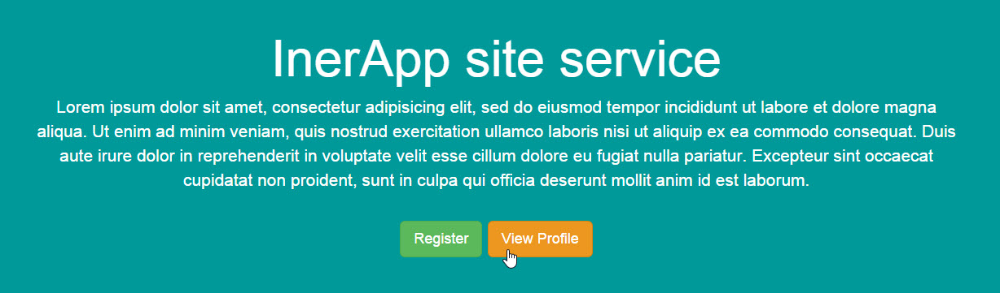 InerApp site service
Lorem ipsum dolor sit amet, consectetur adipisicing elit, sed do eiusmod tempor incididunt ut labore et dolore magna
aliqua. Ut enim ad minim veniam, quis nostrud exercitation ullamco laboris nisi ut aliquip ex ea commodo consequat. Duis
aute irure dolor in reprehenderit in voluptate velit esse cillum dolore eu fugiat nulla pariatur. Excepteur sint occaecat
cupidatat non proident, sunt in culpa qui officia deserunt mollit anim id est laborum.
Register
View Profile